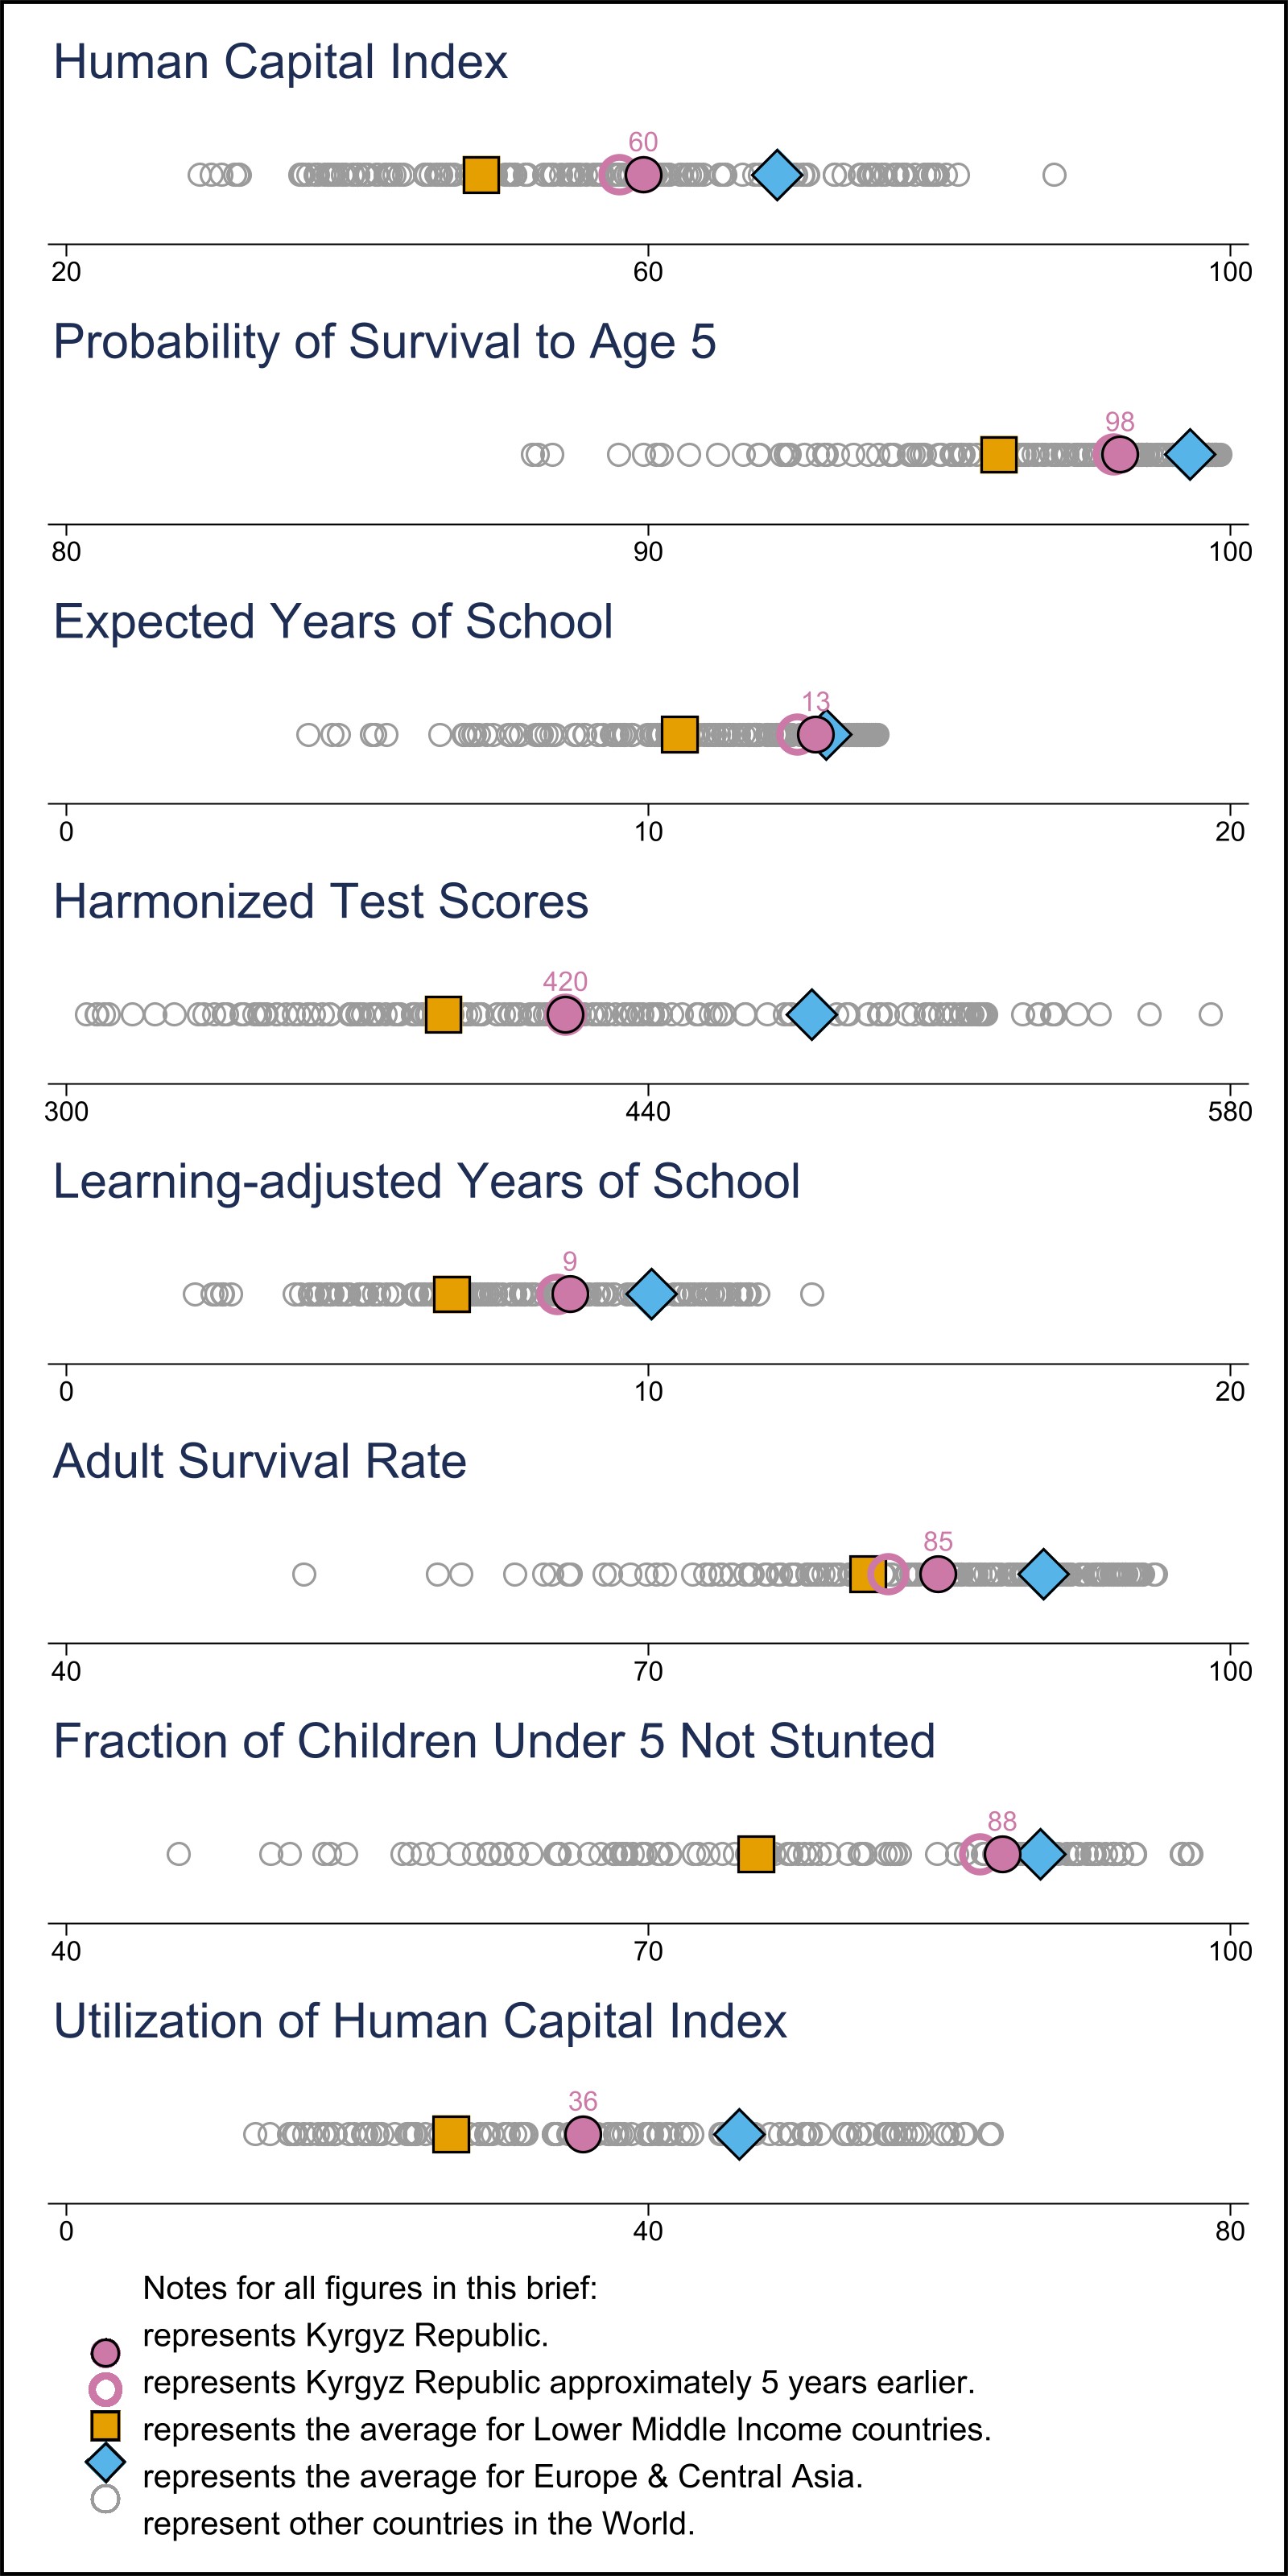 Human Capital Index
60
20 60 100
Probability of Survival to Age 5
98
80 90 100
Expected Years of School
13
0 10 20
Harmonized Test Scores
420
300 440 580
Learning-adjusted Years of School
9
0 10 20
Adult Survival Rate
85
40 70 100
Fraction of Children Under 5 Not Stunted
88
40 70 100
Utilization of Human Capital Index
36
0 40 80
Notes for all figures in this brief:
represents Kyrgyz Republic.
represents Kyrgyz Republic approximately 5 years earlier.
represents the average for Lower Middle Income countries.
represents the average for Europe & Central Asia.
represent other countries in the World.